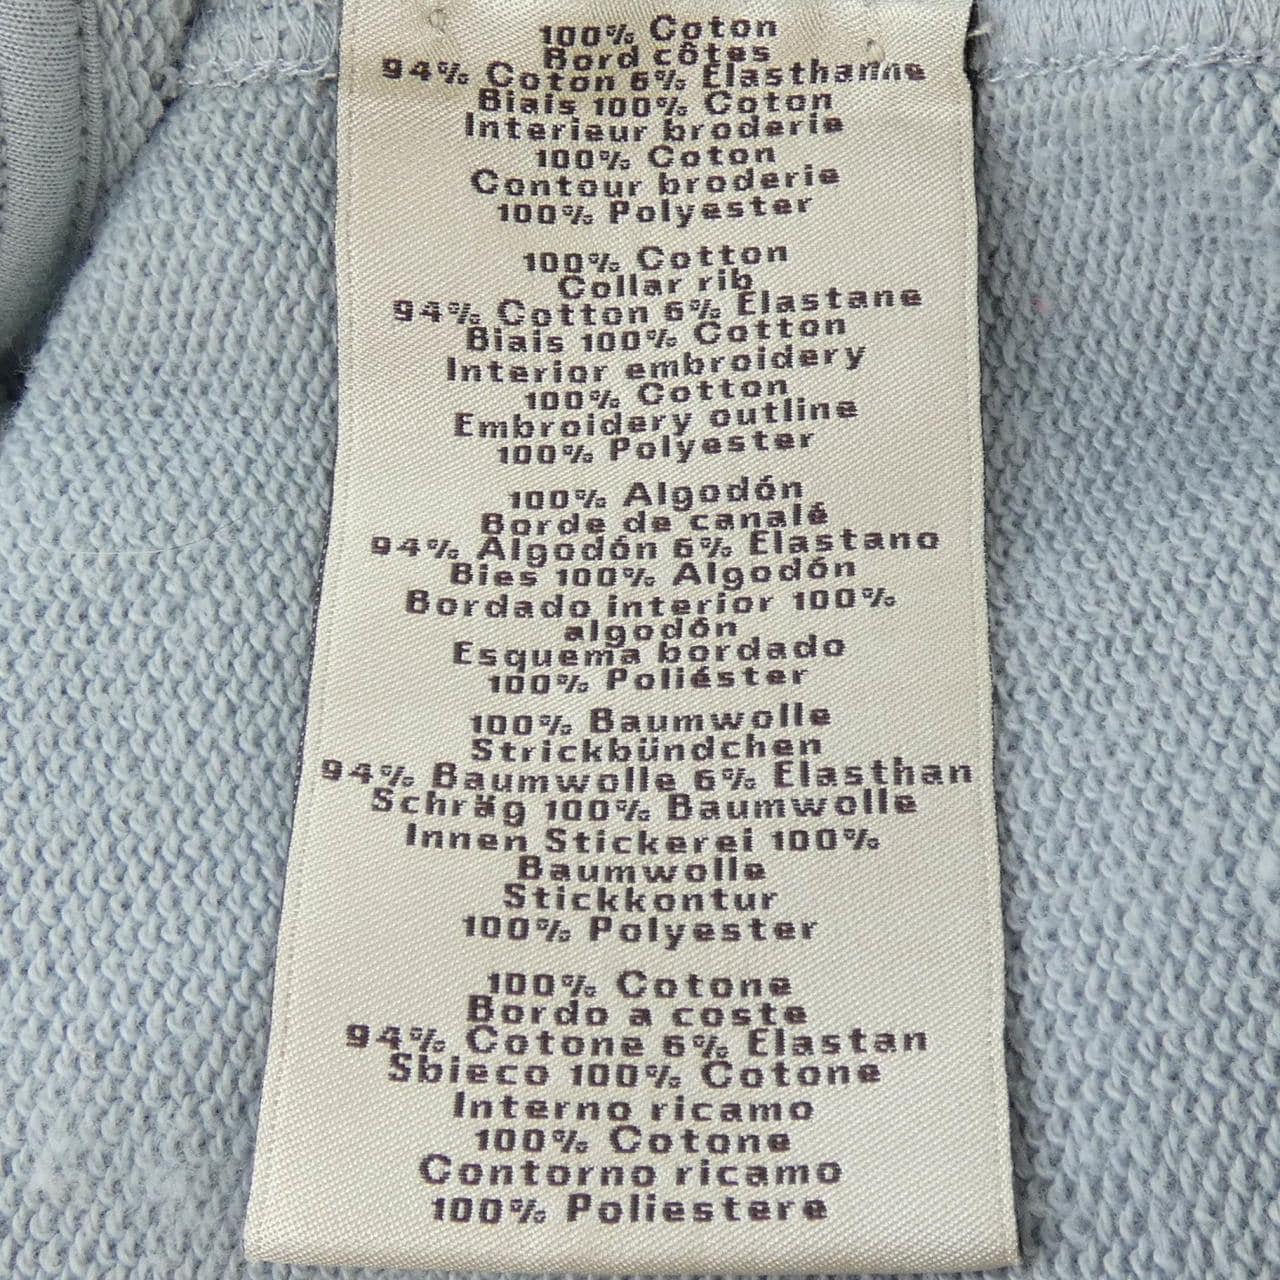 100% Coton
Bord côtes
94% Coton 6% Elasthanne
Biais 100% Coton
Interieur broderie
100% Coton
Contour broderie
100% Polyester
100% Cotton
Collar rib
94% Cotton 6% Elastane
Biais 100% Cotton
Interior embroidery
100% Cotton
Embroidery outline
100% Polyester
100% Algodón
Borde de canalé
94% Algodón 6% Elastano
Bies 100% Algodón
Bordado interior 100%
algodón
Esquema bordado
100% Poliéster
100% Baumwolle
Strickbündchen
94% Baumwolle 6% Elasthan
Schräg 100% Baumwolle
Innen Stickerei 100%
Baumwolle
Stickkontur
100% Polyester
100% Cotone
Bordo a coste
94% Cotone 6% Elastan
Sbieco 100% Cotone
Interno ricamo
100% Cotone
Contorno ricamo
100% Poliestere